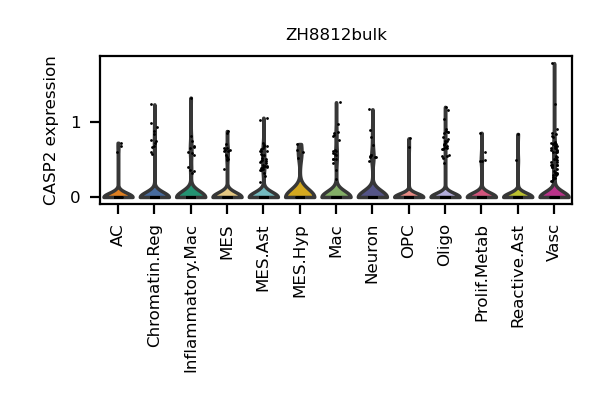 ZH8812bulk
CASP2 expression
1
0
AC
Chromatin.Reg
Inflammatory.Mac
MES
MES.Ast
MES.Hyp
Mac
Neuron
OPC
Oligo
Prolif.Metab
Reactive.Ast
Vasc